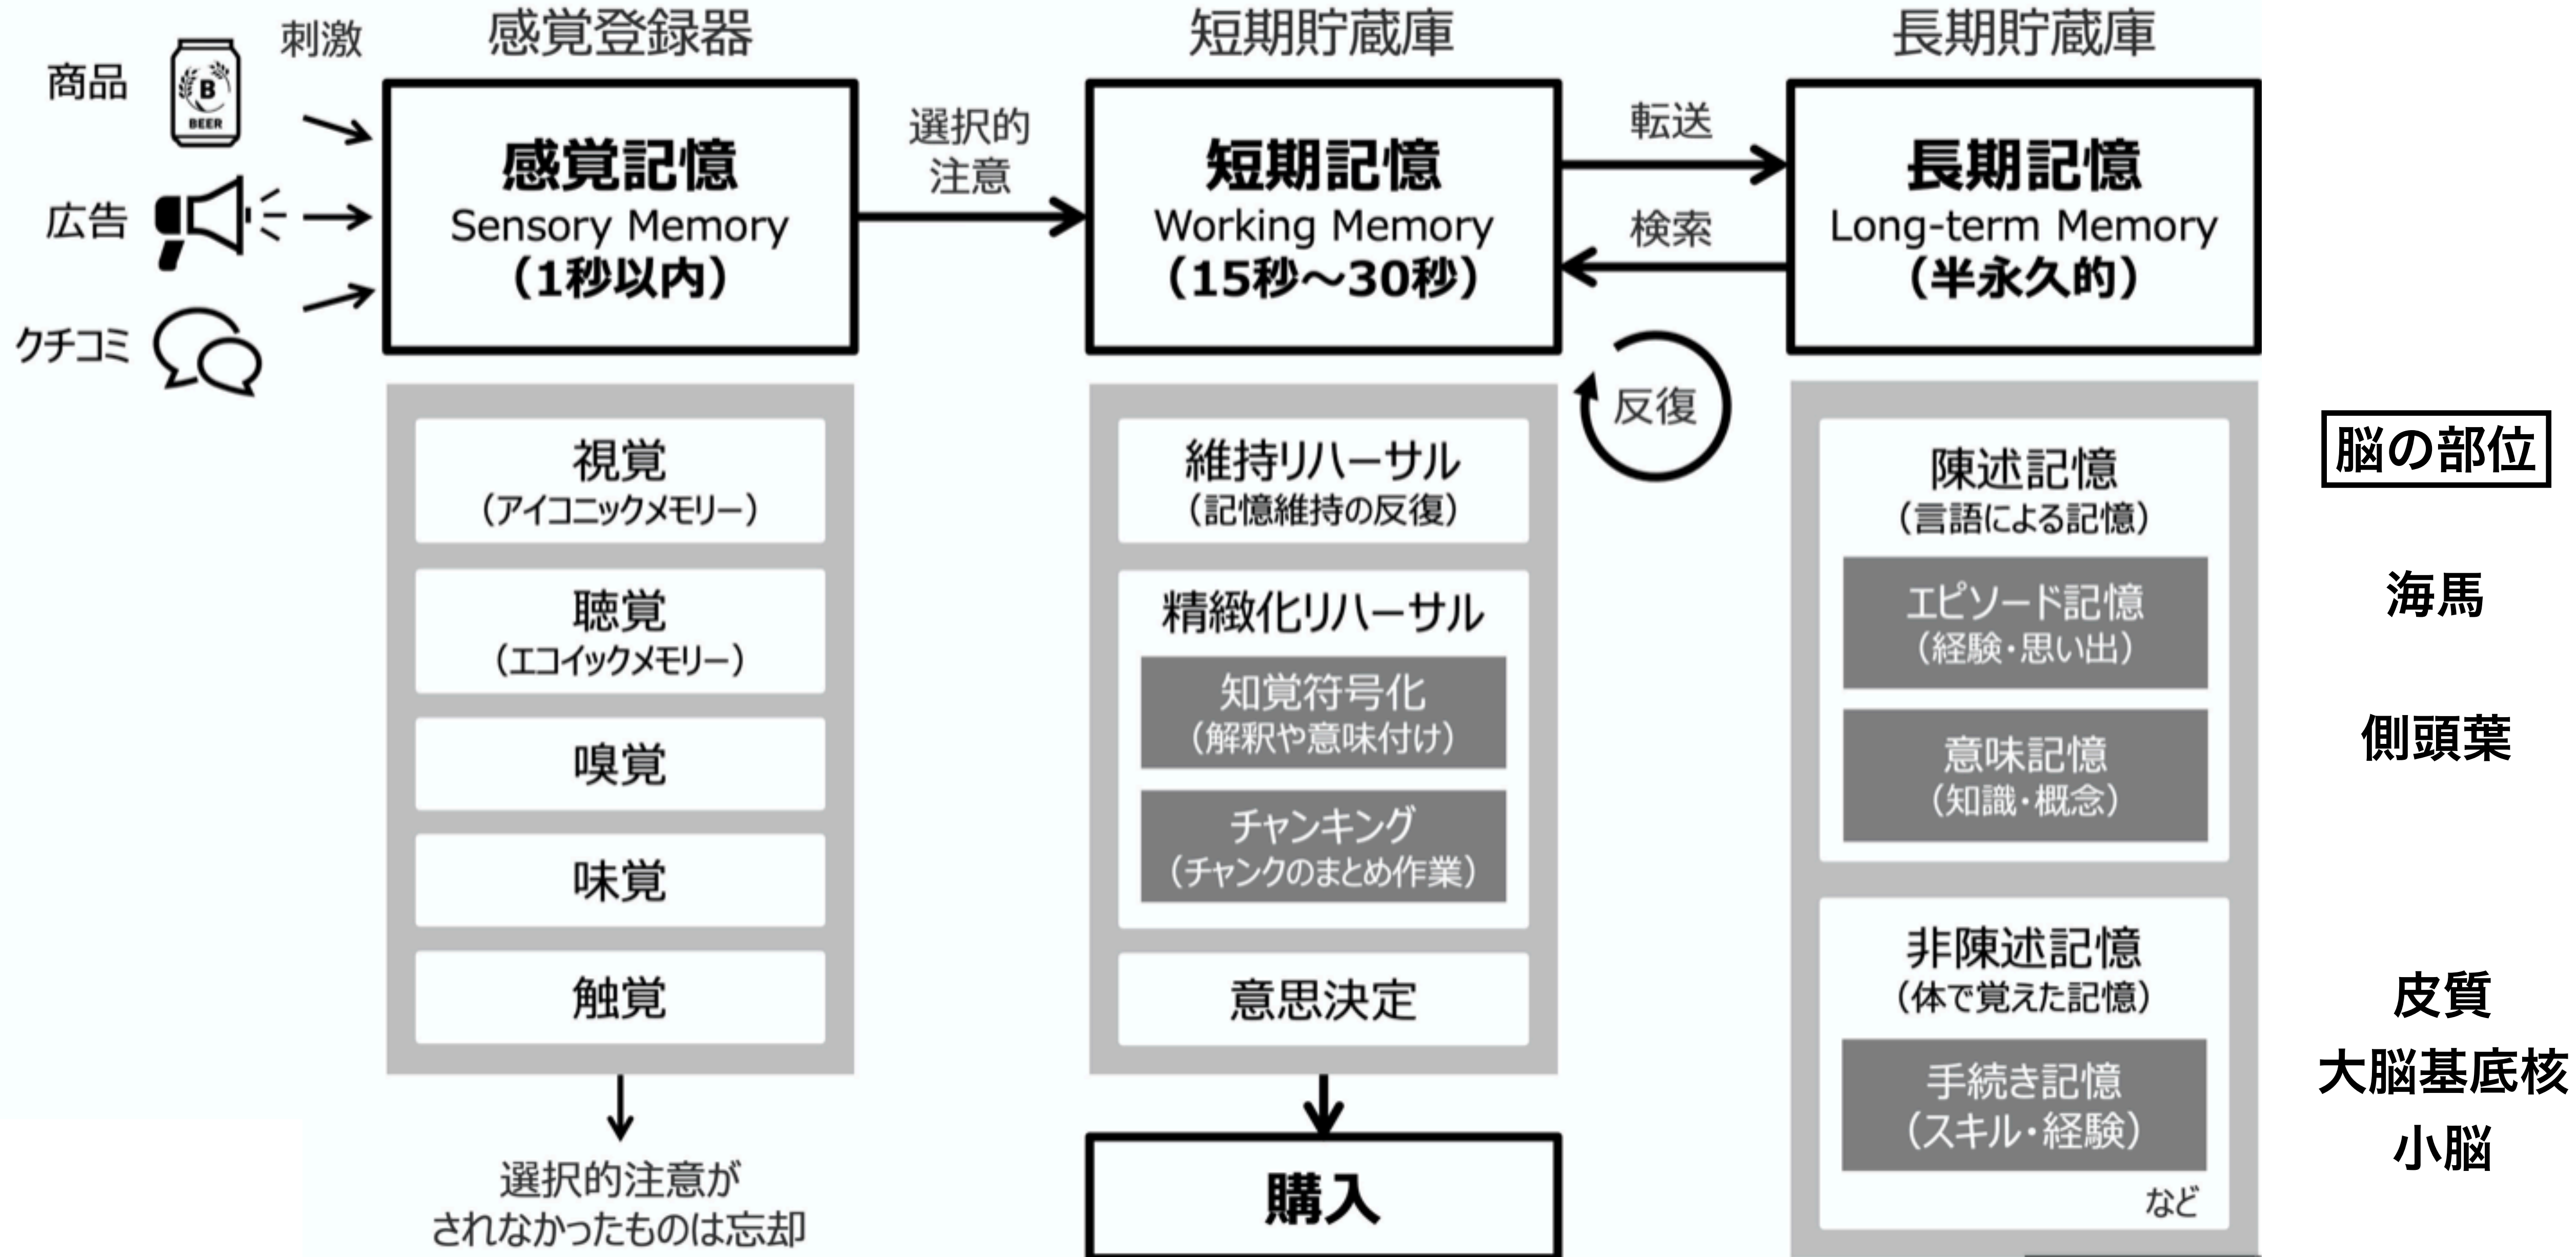 商品
B
BEER
刺激
広告
クチコミ
感覚登録器
感覚記憶
Sensory Memory
（1秒以内）
視覚
（アイコニックメモリー）
聴覚
（エコイックメモリー）
嗅覚
味覚
触覚
選択的注意が
されなかったものは忘却
選択的
注意
短期貯蔵庫
短期記憶
Working Memory
（15秒～30秒）
維持リハーサル
（記憶維持の反復）
精緻化リハーサル
知覚符号化
（解釈や意味付け）
チャンキング
（チャンクのまとめ作業）
意思決定
購入
転送
検索
反復
長期貯蔵庫
長期記憶
Long-term Memory
（半永久的）
陳述記憶
（言語による記憶）
エピソード記憶
（経験・思い出）
意味記憶
（知識・概念）
非陳述記憶
（体で覚えた記憶）
手続き記憶
（スキル・経験）
など
脳の部位
海馬
側頭葉
皮質
大脳基底核
小脳